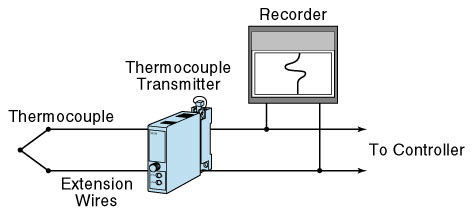 Recorder
Thermocouple
Transmitter
Thermocouple
To Controller
Extension
Wires